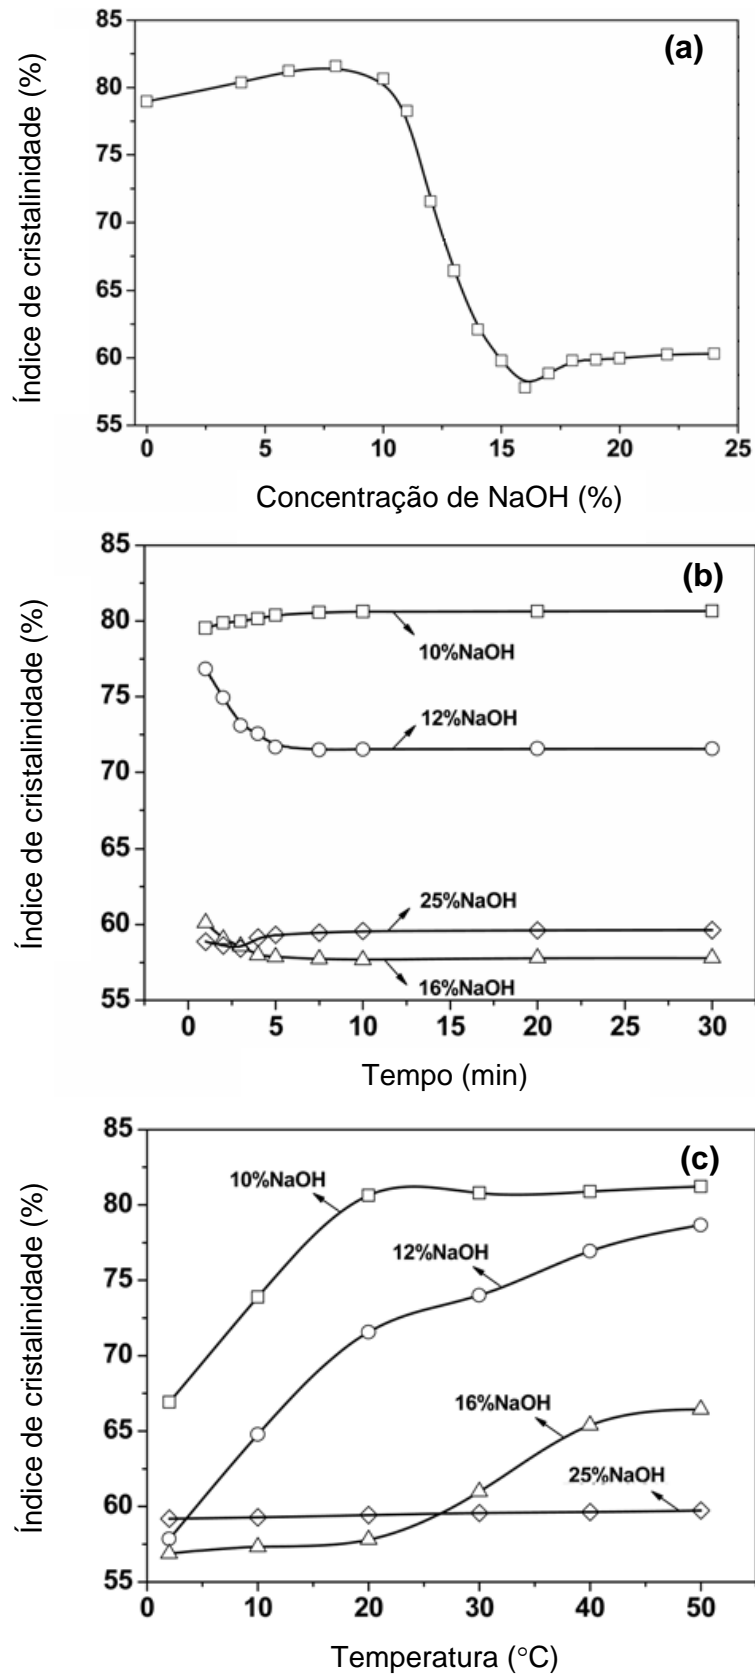 (a)
Índice de cristalinidade (%)
85
80
75
70
65
60
55
0 5 10 15 20 25
Concentração de NaOH (%)
(b)
Índice de cristalinidade (%)
85
80
75
70
65
60
55
10%NaOH
12%NaOH
25%NaOH
16%NaOH
0 5 10 15 20 25 30
Tempo (min)
(c)
Índice de cristalinidade (%)
85
80
75
70
65
60
55
10%NaOH
12%NaOH
16%NaOH
25%NaOH
0 10 20 30 40 50
Temperatura (°C)